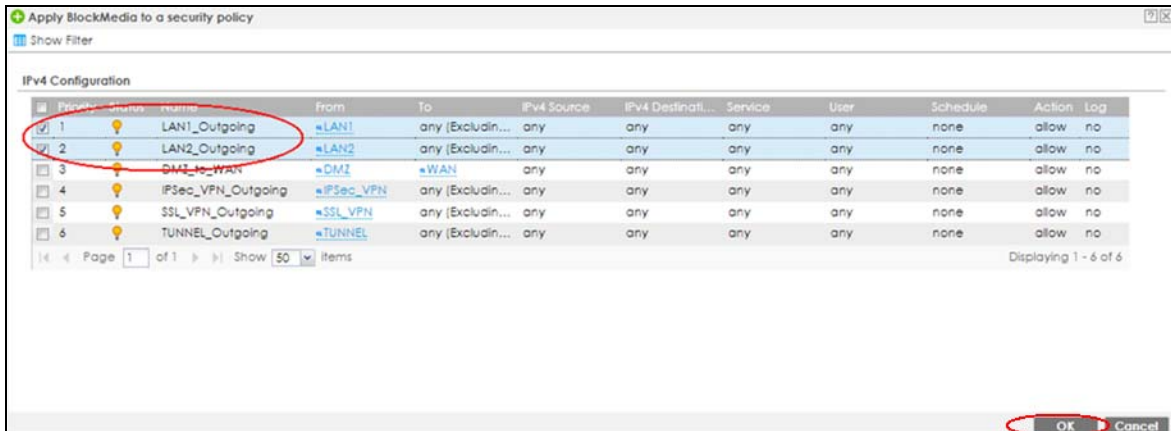 Apply BlockMedia to a security policy
Show Filter
IPv4 Configuration
Priority Status Name From To IPv4 Source IPv4 Destinati... Service User Schedule Action Log
1 LAN1_Outgoing LAN1 any (Excludin... any any any any none allow no
2 LAN2_Outgoing LAN2 any (Excludin... any any any any none allow no
3 DMZ_to_WAN DMZ WAN any any any any none allow no
4 IPSec_VPN_Outgoing IPSec_VPN any (Excludin... any any any any none allow no
5 SSL_VPN_Outgoing SSL_VPN any (Excludin... any any any any none allow no
6 TUNNEL_Outgoing TUNNEL any (Excludin... any any any any none allow no
Page 1 of 1 Show 50 items Displaying 1 - 6 of 6
OK Cancel